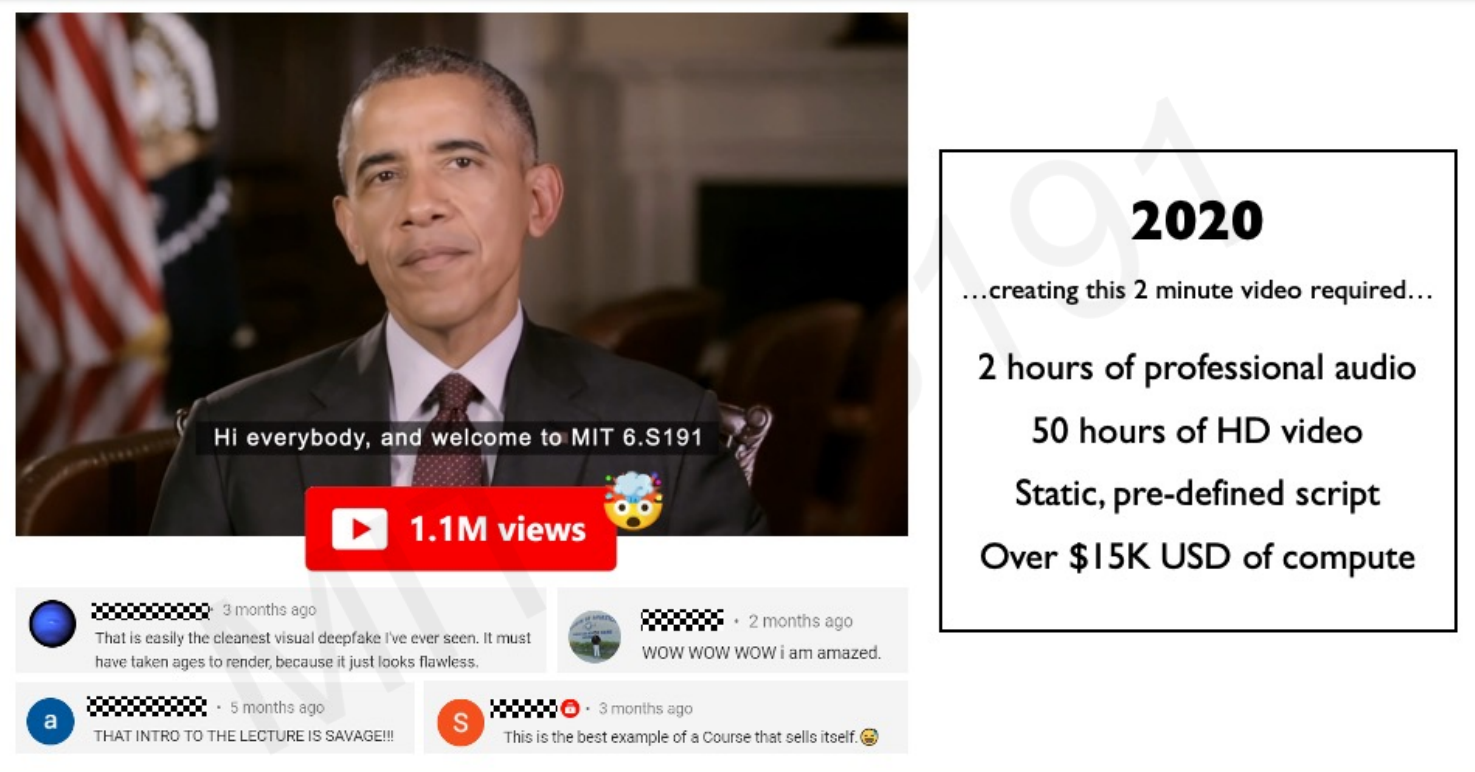 Hi everybody, and welcome to MIT 6.S191
1.1M views
3 months ago
That is easily the cleanest visual deepfake I've ever seen. It must
have taken ages to render, because it just looks flawless.
• 2 months ago
WOW WOW WOW i am amazed.
a
• 5 months ago
THAT INTRO TO THE LECTURE IS SAVAGE!!!
S
• 3 months ago
This is the best example of a Course that sells itself.😅
2020
…creating this 2 minute video required…
2 hours of professional audio
50 hours of HD video
Static, pre-defined script
Over $15K USD of compute
MIT 6.S191